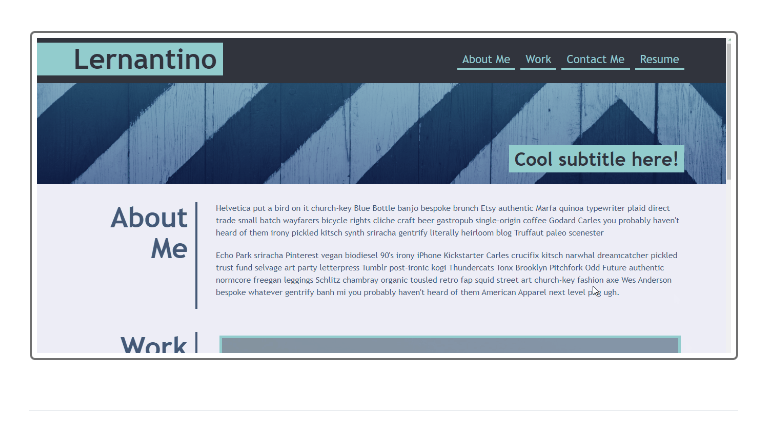 Lernantino
About Me Work Contact Me Resume
Cool subtitle here!
About
Me
Helvetica put a bird on it church-key Blue Bottle banjo bespoke brunch Etsy authentic Marfa quinoa typewriter plaid direct
trade small batch wayfarers bicycle rights cliche craft beer gastropub single-origin coffee Godard Carles you probably haven't
heard of them irony pickled kitsch synth sriracha gentrify literally heirloom blog Truffaut paleo scenester
Echo Park sriracha Pinterest vegan biodiesel 90's irony iPhone Kickstarter Carles crucifix kitsch narwhal dreamcatcher pickled
trust fund selvage art party letterpress Tumblr post-ironic kogi Thundercats Tonx Brooklyn Pitchfork Odd Future authentic
normcore freegan leggings Schlitz chambray organic tousled retro fap squid street art church-key fashion axe Wes Anderson
bespoke whatever gentrify banh mi you probably haven't heard of them American Apparel next level pug ugh.
Work